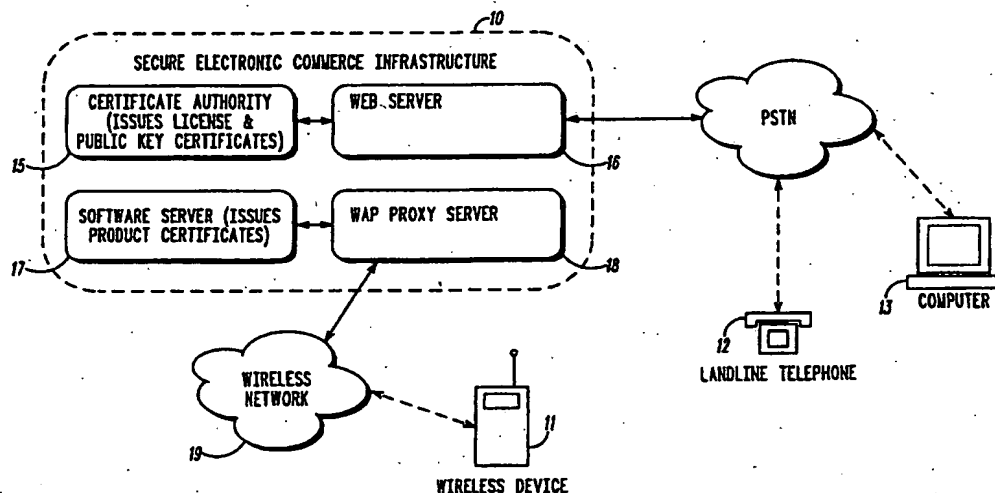 10
SECURE ELECTRONIC COMMERCE INFRASTRUCTURE
CERTIFICATE AUTHORITY
(ISSUES LICENSE &
PUBLIC KEY CERTIFICATES)
15
WEB SERVER
16
PSTN
SOFTWARE SERVER (ISSUES
PRODUCT CERTIFICATES)
17
WAP PROXY SERVER
18
13
COMPUTER
12
LANDLINE TELEPHONE
WIRELESS
NETWORK
19
11
WIRELESS DEVICE